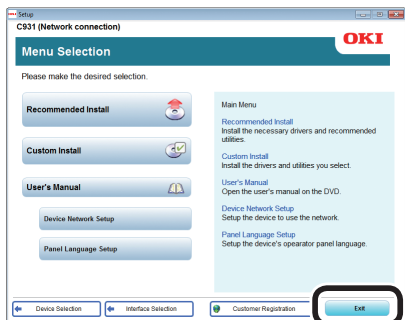 OKI Setup
C931 (Network connection)
OKI
Menu Selection
Please make the desired selection.
Recommended Install
Custom Install
User's Manual
Device Network Setup
Panel Language Setup
Main Menu
Recommended Install
Install the necessary drivers and recommended
utilities.
Custom Install
Install the drivers and utilities you select.
User's Manual
Open the user's manual on the DVD.
Device Network Setup
Setup the device to use the network.
Panel Language Setup
Setup the device's opearator panel language.
Device Selection
Interface Selection
Customer Registration
Exit